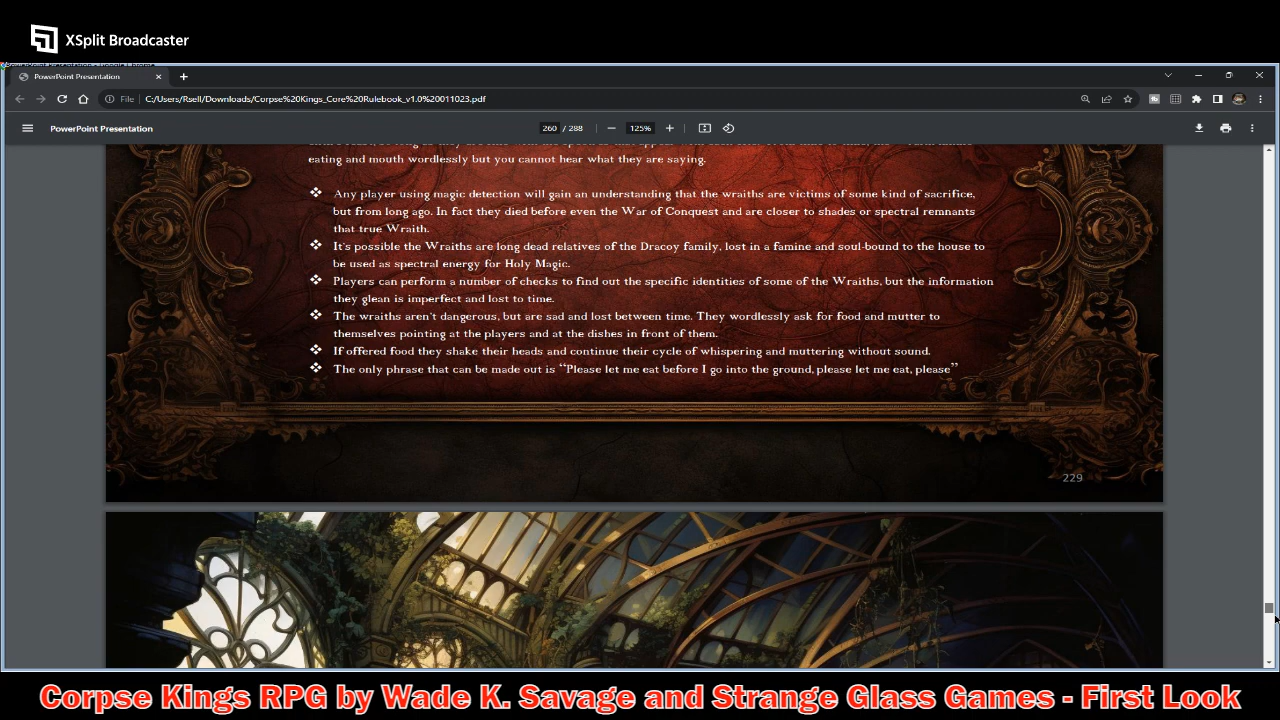 XSplit Broadcaster
PowerPoint Presentation - Google Chrome
PowerPoint Presentation
File
C:/Users/Rsell/Downloads/Corpse%20Kings_Core%20Rulebook_v1.0%20011023.pdf
PowerPoint Presentation
260 / 288
125%
eating and mouth wordlessly but you cannot hear what they are saying.
❖ Any player using magic detection will gain an understanding that the wraiths are victims of some kind of sacrifice,
but from long ago. In fact they died before even the War of Conquest and are closer to shades or spectral remnants
that true Wraith.
❖ It's possible the Wraiths are long dead relatives of the Dracoy family, lost in a famine and soul-bound to the house to
be used as spectral energy for Holy Magic.
❖ Players can perform a number of checks to find out the specific identities of some of the Wraiths, but the information
they glean is imperfect and lost to time.
❖ The wraiths aren't dangerous, but are sad and lost between time. They wordlessly ask for food and mutter to
themselves pointing at the players and at the dishes in front of them.
❖ If offered food they shake their heads and continue their cycle of whispering and muttering without sound.
❖ The only phrase that can be made out is “Please let me eat before I go into the ground, please let me eat, please”
229
Corpse Kings RPG by Wade K. Savage and Strange Glass Games - First Look